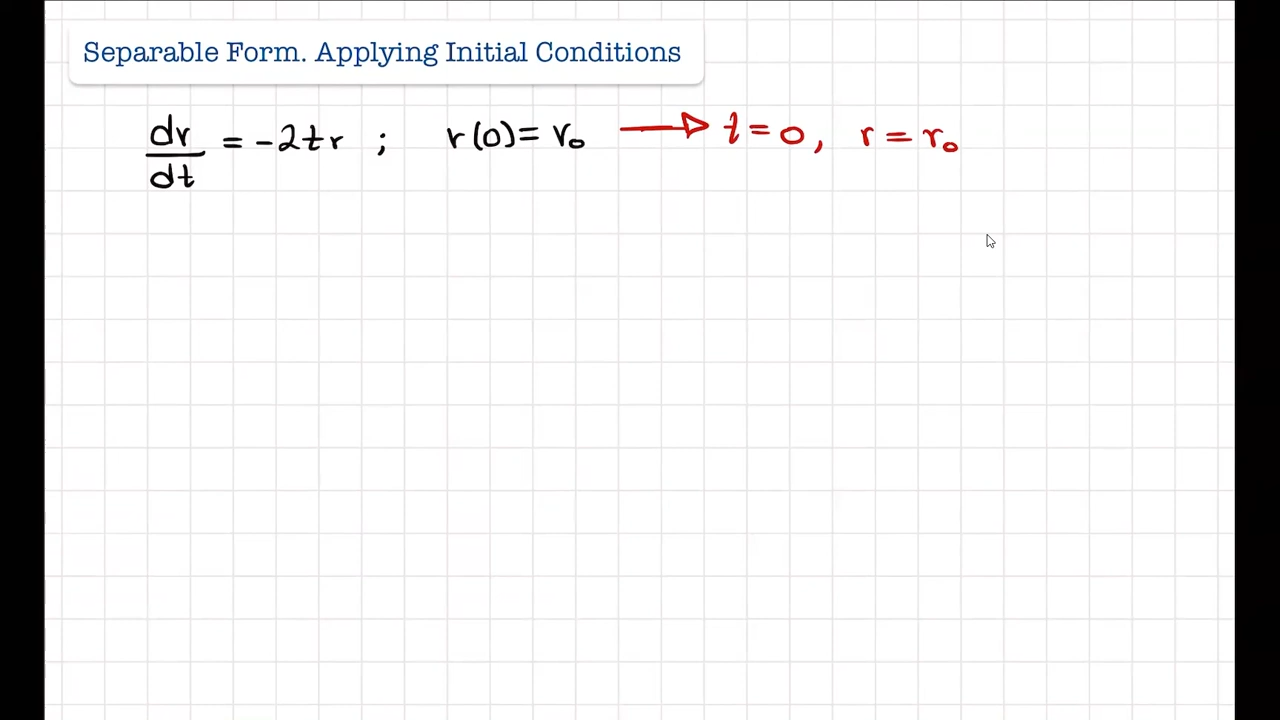 Separable Form. Applying Initial Conditions
dr/dt = -2tr ; r(0) = r₀ → t = 0, r = r₀